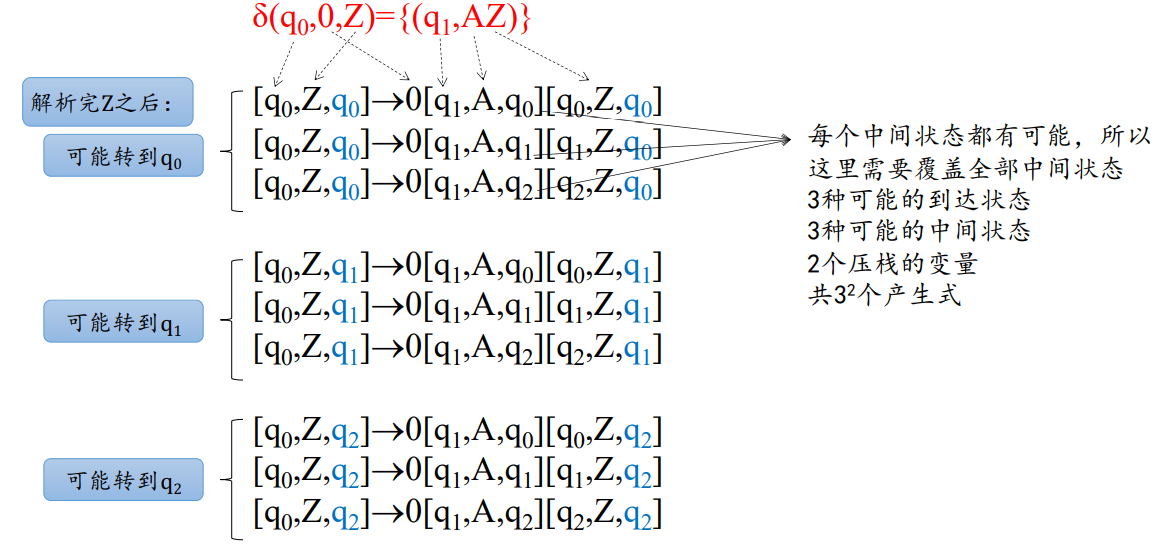 δ(q₀,0,Z)={(q₁,AZ)}
解析完Z之后：
可能转到q₀
[q₀,Z,q₀]→0[q₁,A,q₀][q₀,Z,q₀]
[q₀,Z,q₀]→0[q₁,A,q₁][q₁,Z,q₀]
[q₀,Z,q₀]→0[q₁,A,q₂][q₂,Z,q₀]
每个中间状态都有可能，所以
这里需要覆盖全部中间状态
3种可能的到达状态
3种可能的中间状态
2个压栈的变量
共3²个产生式
可能转到q₁
[q₀,Z,q₁]→0[q₁,A,q₀][q₀,Z,q₁]
[q₀,Z,q₁]→0[q₁,A,q₁][q₁,Z,q₁]
[q₀,Z,q₁]→0[q₁,A,q₂][q₂,Z,q₁]
可能转到q₂
[q₀,Z,q₂]→0[q₁,A,q₀][q₀,Z,q₂]
[q₀,Z,q₂]→0[q₁,A,q₁][q₁,Z,q₂]
[q₀,Z,q₂]→0[q₁,A,q₂][q₂,Z,q₂]